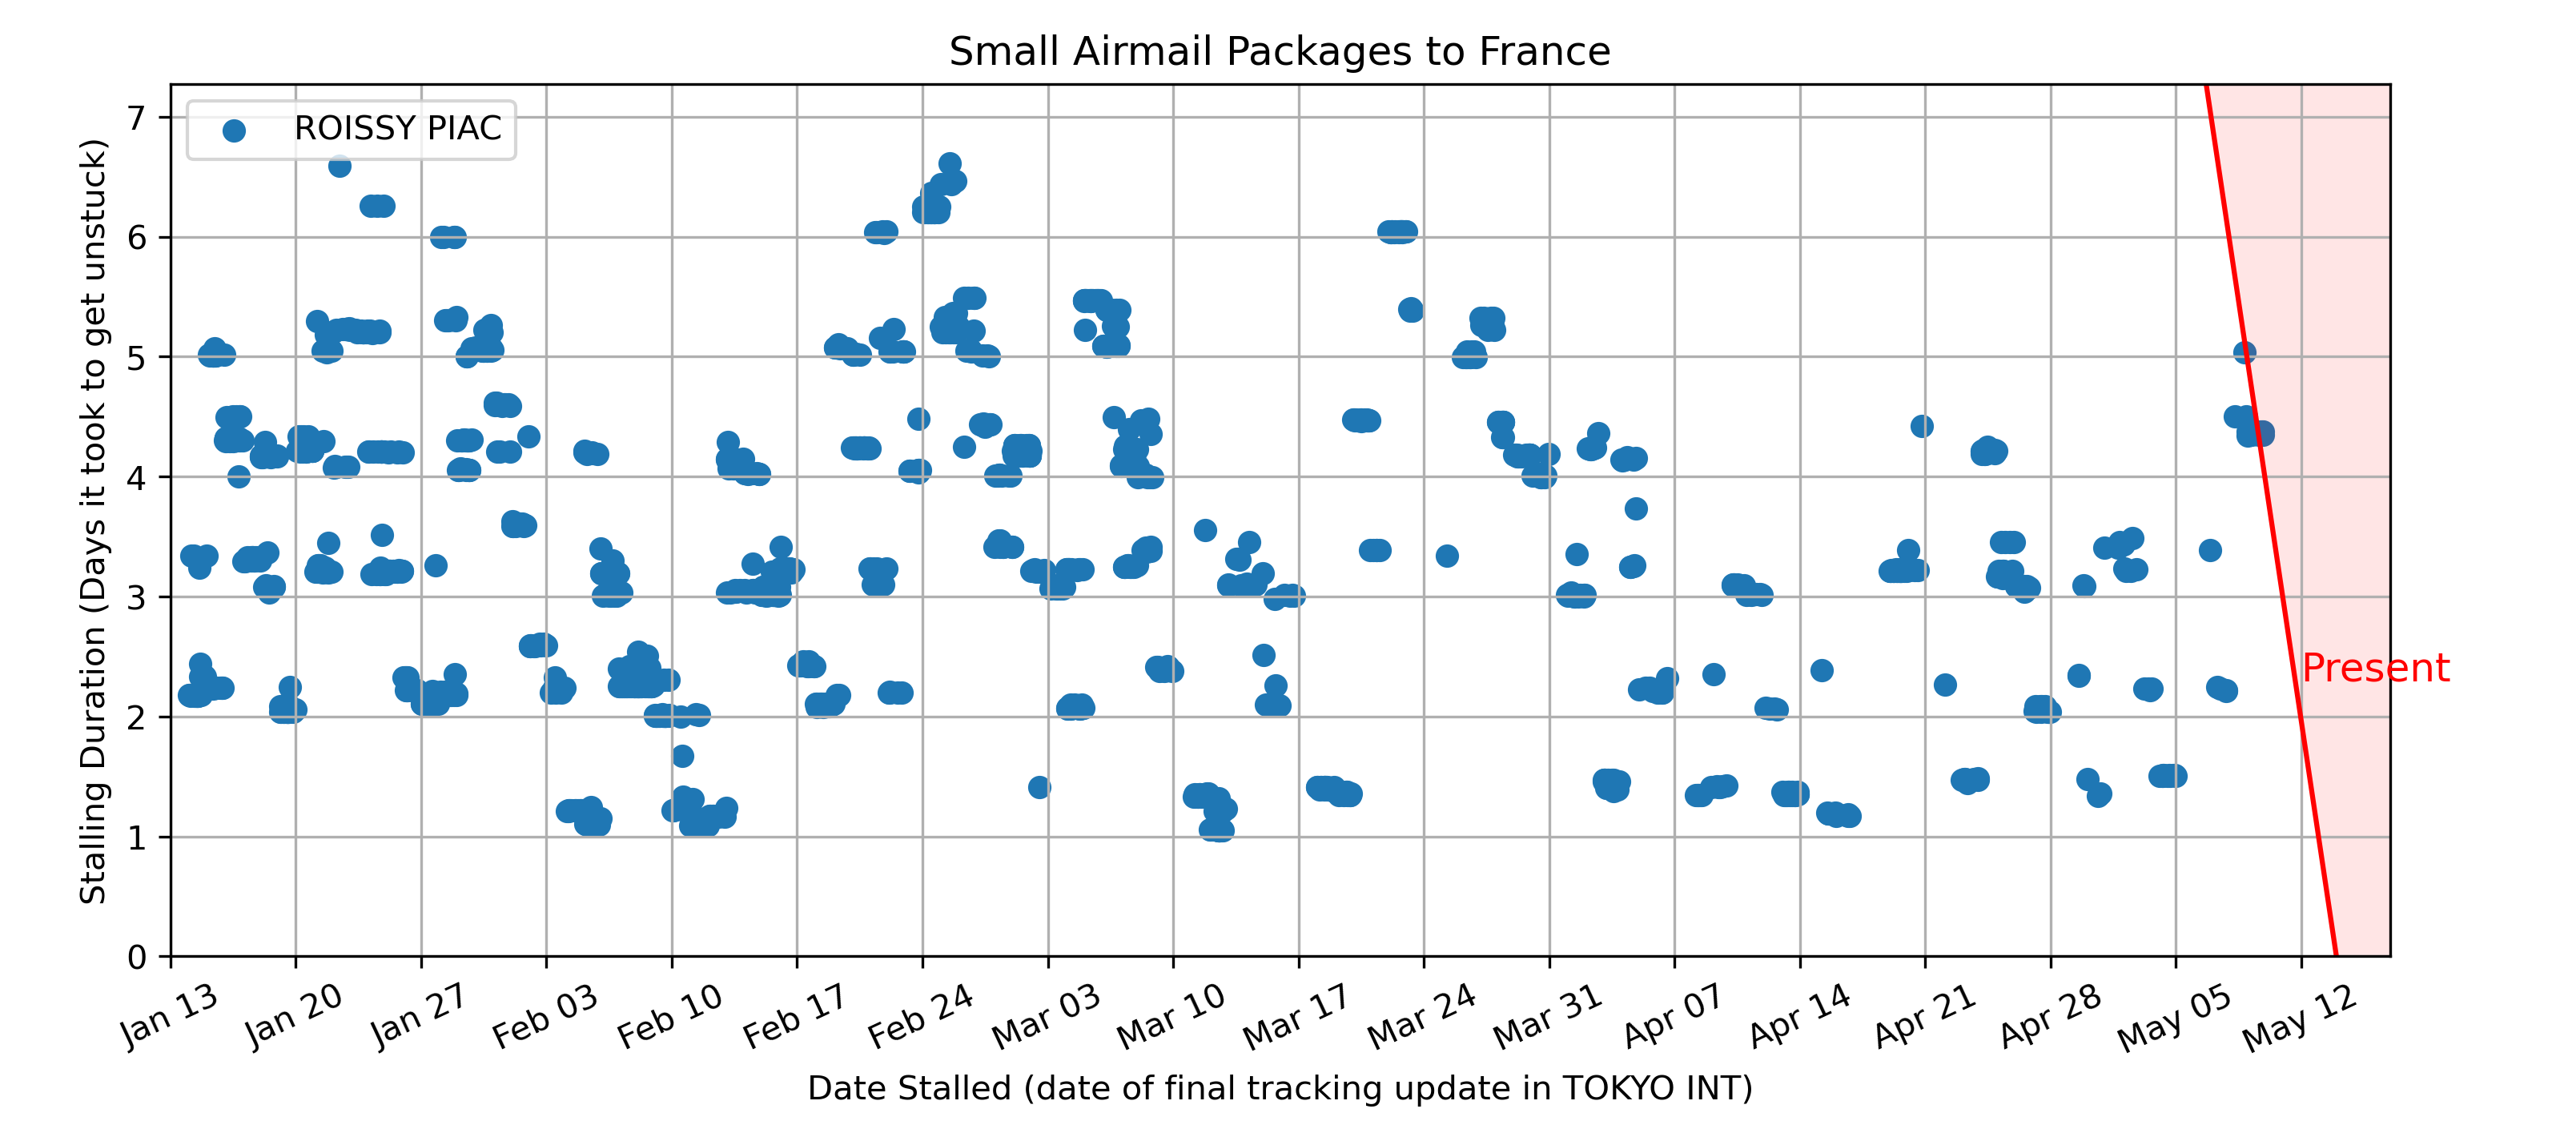 Small Airmail Packages to France
ROISSY PIAC
Stalling Duration (Days it took to get unstuck)
7
6
5
4
3
2
1
0
Present
Jan 13
Jan 20
Jan 27
Feb 03
Feb 10
Feb 17
Feb 24
Mar 03
Mar 10
Mar 17
Mar 24
Mar 31
Apr 07
Apr 14
Apr 21
Apr 28
May 05
May 12
Date Stalled (date of final tracking update in TOKYO INT)